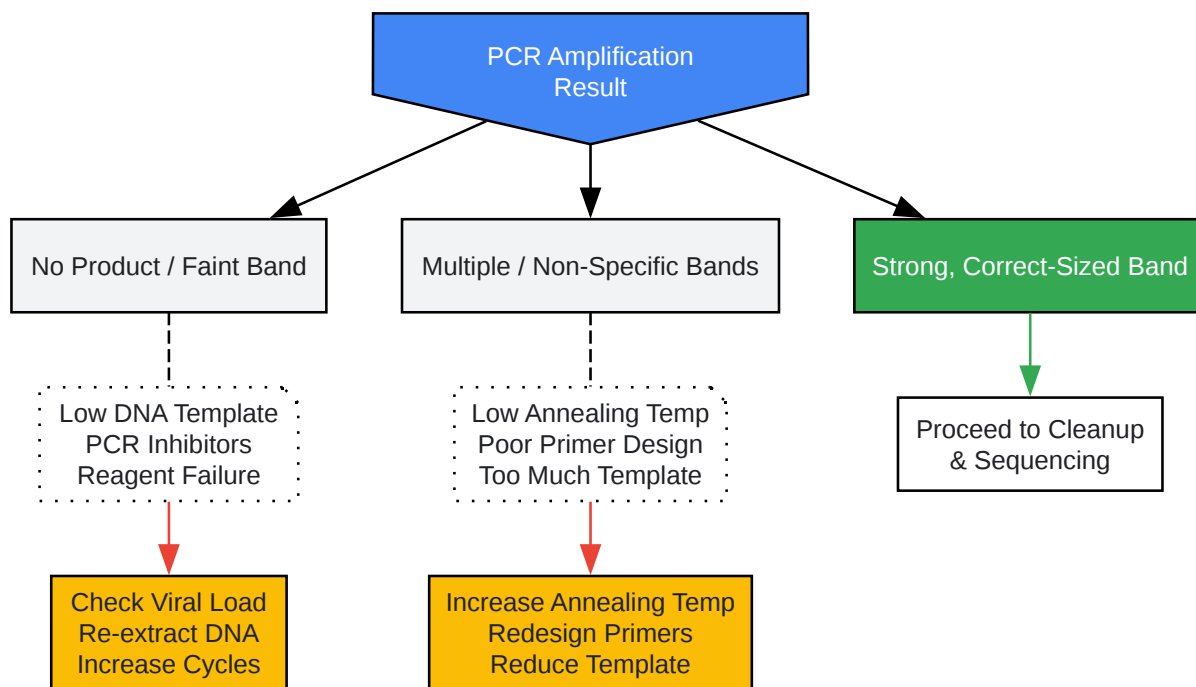 PCR Amplification
Result
No Product / Faint Band
Multiple / Non-Specific Bands
Strong, Correct-Sized Band
Low DNA Template
PCR Inhibitors
Reagent Failure
Low Annealing Temp
Poor Primer Design
Too Much Template
Proceed to Cleanup
& Sequencing
Check Viral Load
Re-extract DNA
Increase Cycles
Increase Annealing Temp
Redesign Primers
Reduce Template